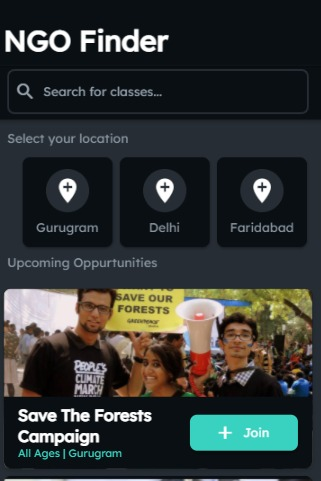 NGO Finder
Search for classes...
Select your location
Gurugram
Delhi
Faridabad
Upcoming Oppurtunities
SAVE OUR
FORESTS
GREENPEACE
PEOPLE'S
CLIMATE
MARCH
Save The Forests
Campaign
Join
All Ages | Gurugram